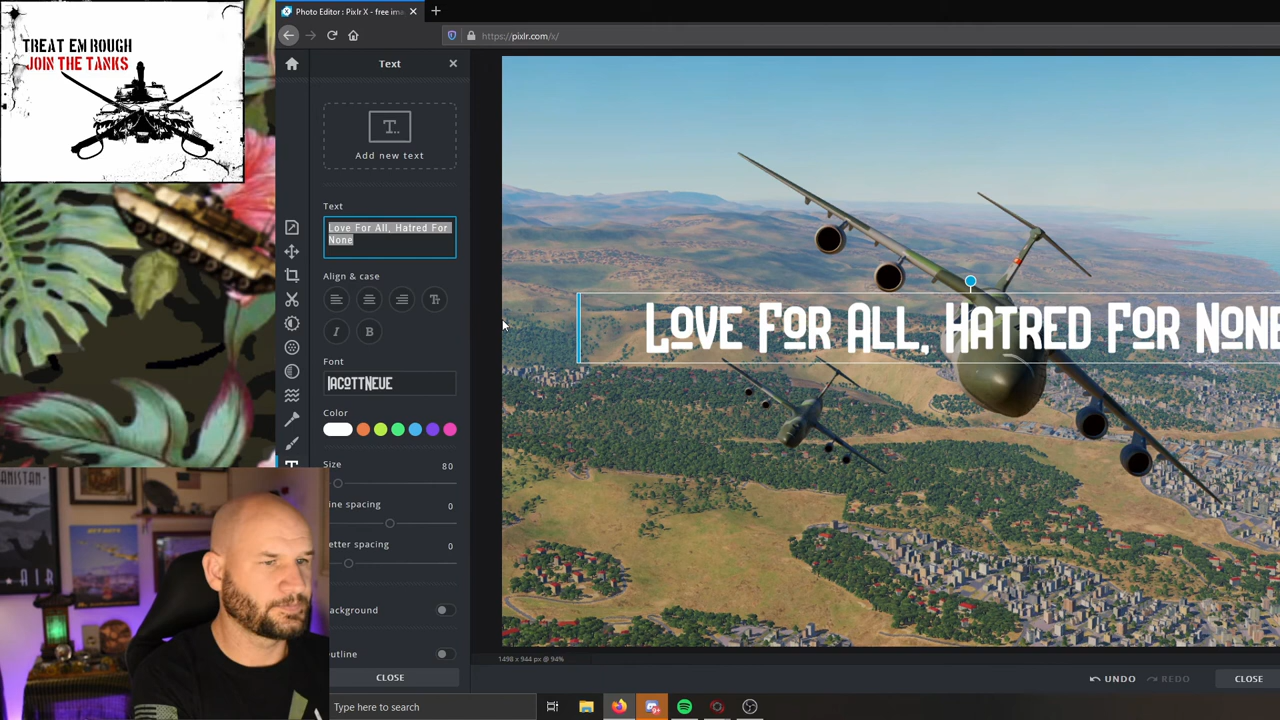 TREAT EM ROUGH
JOIN THE TANKS
Photo Editor : Pixlr X - free ima
https://pixlr.com/x/
Text
T..
Add new text
Text
Love For All, Hatred For
None
Align & case
Tr
I
B
Font
JACOTTNEUE
Color
Size
80
ine spacing
0
etter spacing
0
ackground
utline
CLOSE
LOVE FOR ALL, HATRED FOR NONE
1498 x 944 px @ 94%
UNDO
REDO
CLOSE
Type here to search
AIR